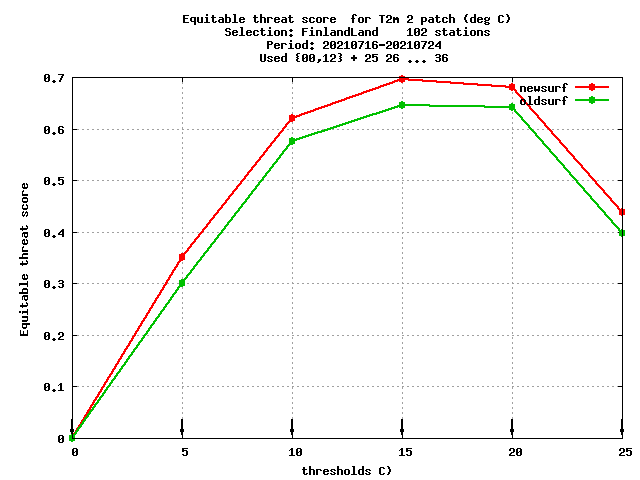 Equitable threat score for T2m 2 patch (deg C)
Selection: FinlandLand 102 stations
Period: 20210716-20210724
Used {00,12} + 25 26 ... 36
0.7
newsurf
oldsurf
0.6
0.5
0.4
0.3
0.2
0.1
0
Equitable threat score
0 5 10 15 20 25
thresholds C)